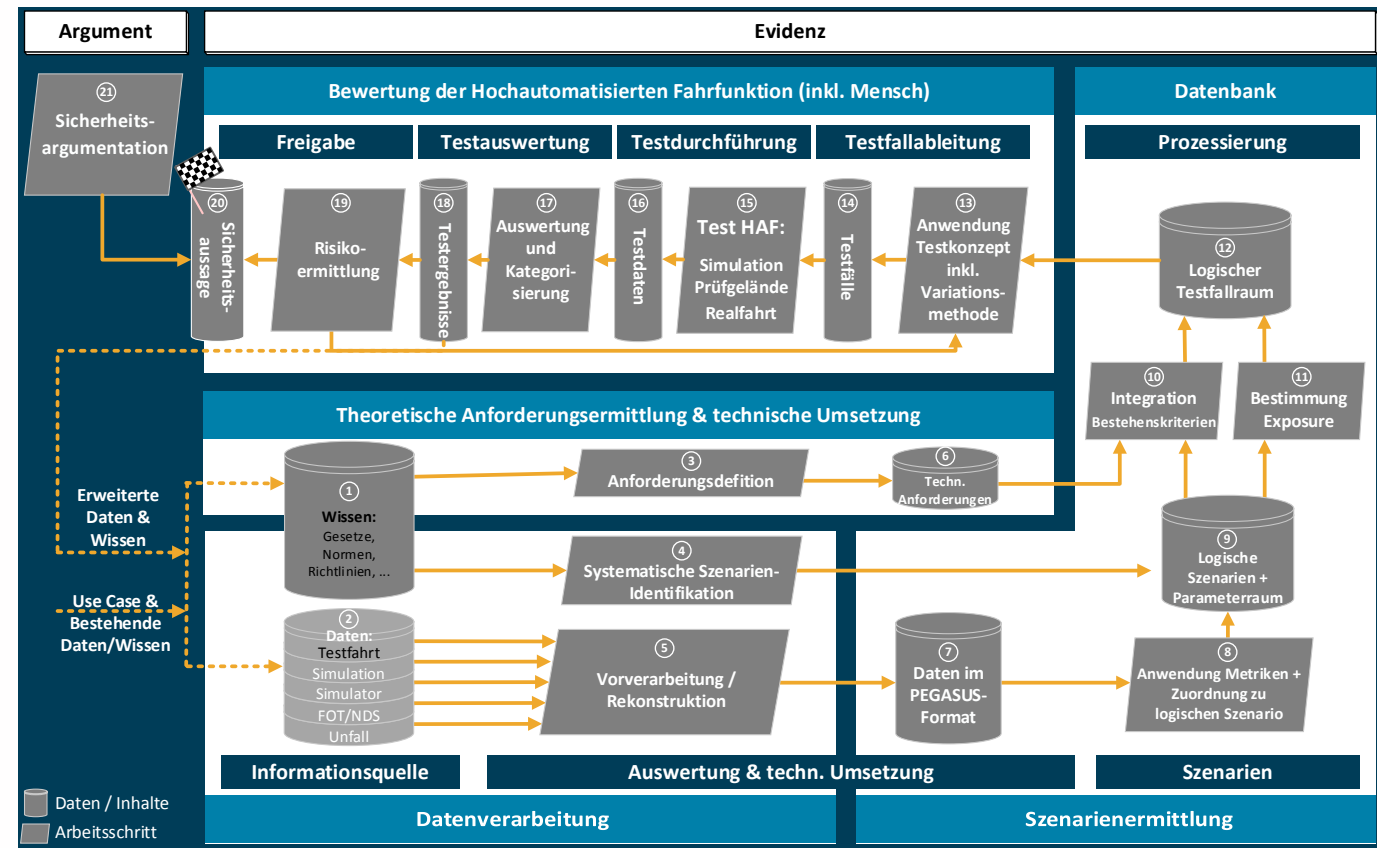 Argument
Evidenz
Bewertung der Hochautomatisierten Fahrfunktion (inkl. Mensch)
Datenbank
Freigabe
Testauswertung
Testdurchführung
Testfallableitung
Prozessierung
21
Sicherheits-
argumentation
20
Sicherheits-
aussage
19
Risiko-
ermittlung
18
Testergebnisse
17
Auswertung
und
Kategori-
sierung
16
Testdaten
15
Test HAF:
Simulation
Prüfgelände
Realfahrt
14
Testfälle
13
Anwendung
Testkonzept
inkl.
Variations-
methode
12
Logischer
Testfallraum
10
Integration
Bestehenskriterien
11
Bestimmung
Exposure
Theoretische Anforderungsermittlung & technische Umsetzung
1
Wissen:
Gesetze,
Normen,
Richtlinien, ...
3
Anforderungsdefition
6
Techn.
Anforderungen
Erweiterte
Daten &
Wissen
Use Case &
Bestehende
Daten/Wissen
4
Systematische Szenarien-
Identifikation
9
Logische
Szenarien +
Parameterraum
2
Daten:
Testfahrt
Simulation
Simulator
FOT/NDS
Unfall
5
Vorverarbeitung /
Rekonstruktion
7
Daten im
PEGASUS-
Format
8
Anwendung Metriken +
Zuordnung zu
logischen Szenario
Informationsquelle
Auswertung & techn. Umsetzung
Szenarien
Daten / Inhalte
Arbeitsschritt
Datenverarbeitung
Szenarienermittlung